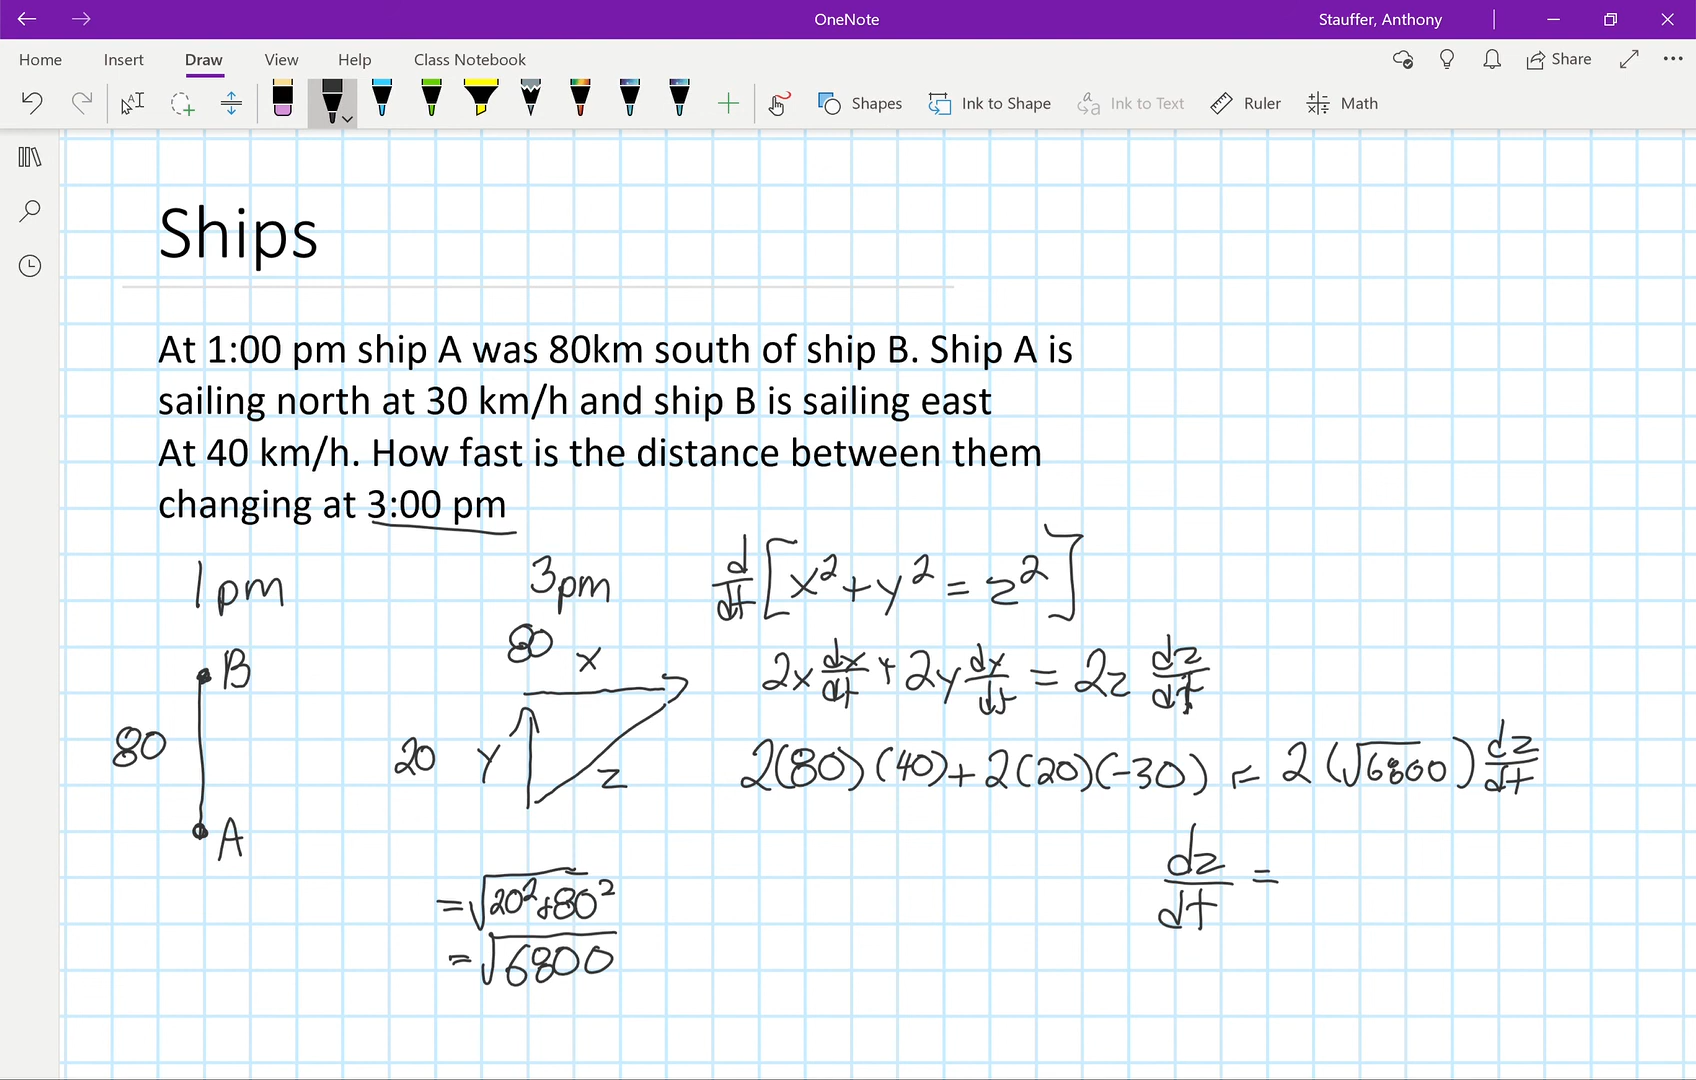 OneNote
Stauffer, Anthony
Home Insert Draw View Help Class Notebook Share
Shapes Ink to Shape Ink to Text Ruler Math
Ships
At 1:00 pm ship A was 80km south of ship B. Ship A is
sailing north at 30 km/h and ship B is sailing east
At 40 km/h. How fast is the distance between them
changing at 3:00 pm
1pm
B
80
A
3pm
80 x
20 y z
=√20²+80²
=√6800
d/dt[x²+y²=z²]
2x dx/dt + 2y dy/dt = 2z dz/dt
2(80)(40)+2(20)(-30) = 2(√6800) dz/dt
dz/dt =